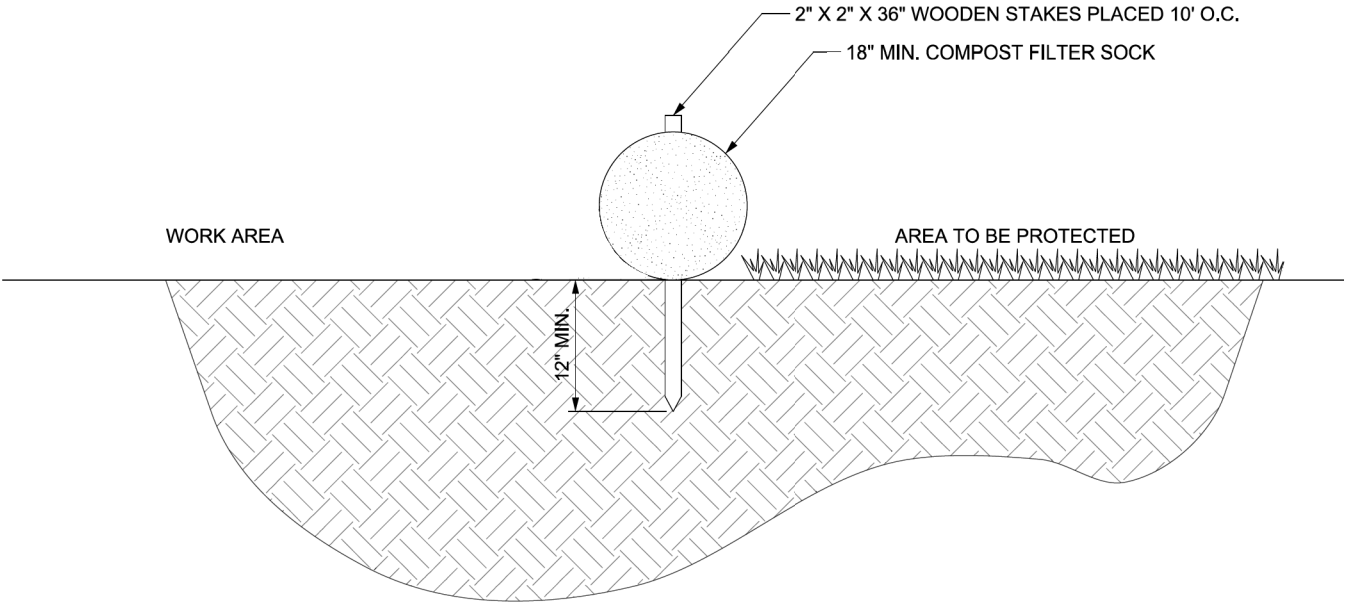 2" X 2" X 36" WOODEN STAKES PLACED 10' O.C.
18" MIN. COMPOST FILTER SOCK
WORK AREA
AREA TO BE PROTECTED
12" MIN.